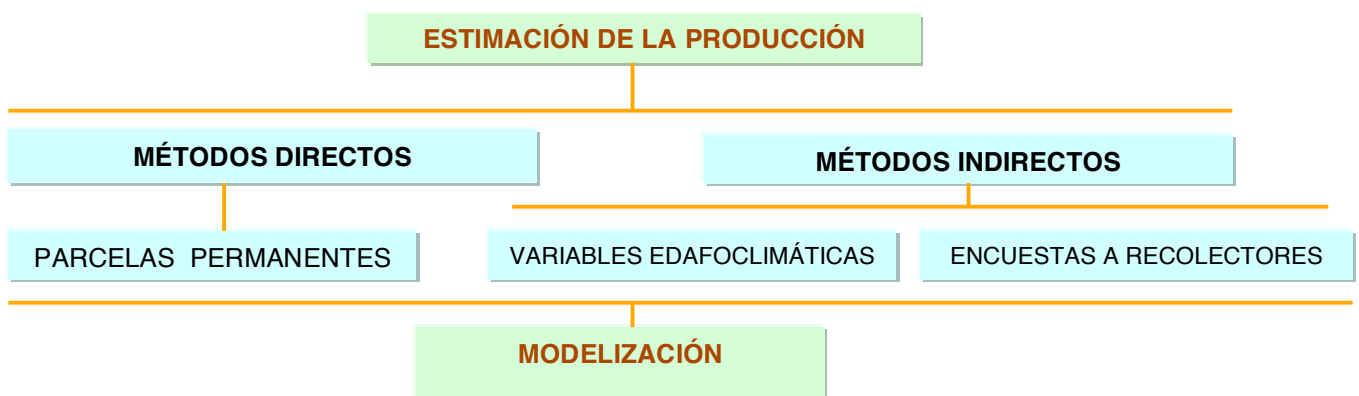 ESTIMACIÓN DE LA PRODUCCIÓN
MÉTODOS DIRECTOS
MÉTODOS INDIRECTOS
PARCELAS PERMANENTES
VARIABLES EDAFOCLIMÁTICAS
ENCUESTAS A RECOLECTORES
MODELIZACIÓN